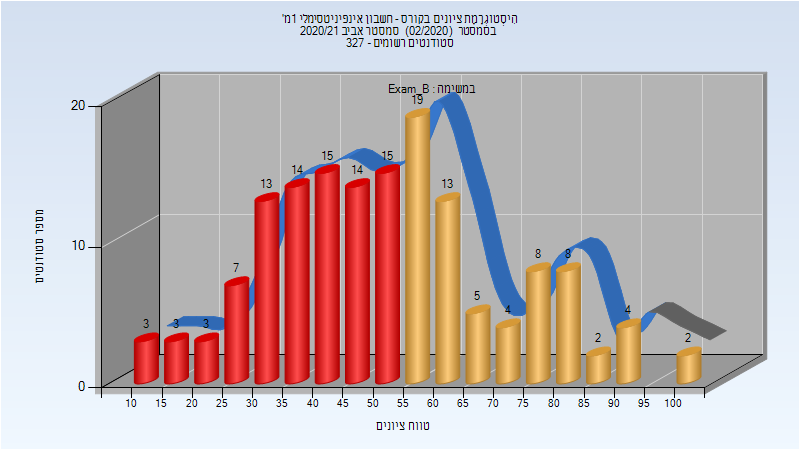 היסטוגרמת ציונים בקורס - חשבון אינפיניטסימלי 1מ'
בסמסטר (02/2020) סמסטר אביב 2020/21
סטודנטים רשומים - 327
במשימה : Exam_B
מספר סטודנטים
20
10
0
3 3 3 7 13 14 15 14 15 19 13 5 4 8 8 2 4 2
10 15 20 25 30 35 40 45 50 55 60 65 70 75 80 85 90 95 100
טווח ציונים